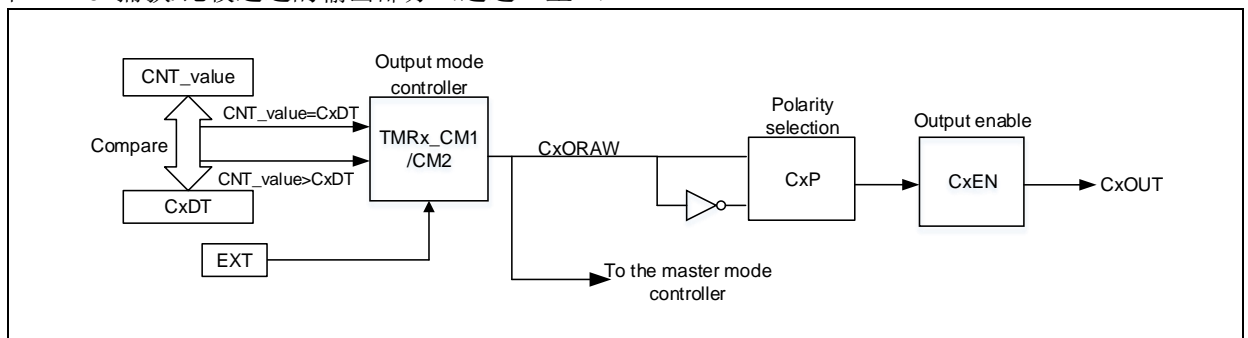 CNT_value
Compare
CxDT
CNT_value=CxDT
CNT_value>CxDT
EXT
Output mode
controller
TMRx_CM1
/CM2
CxORAW
To the master mode
controller
Polarity
selection
CxP
Output enable
CxEN
CxOUT